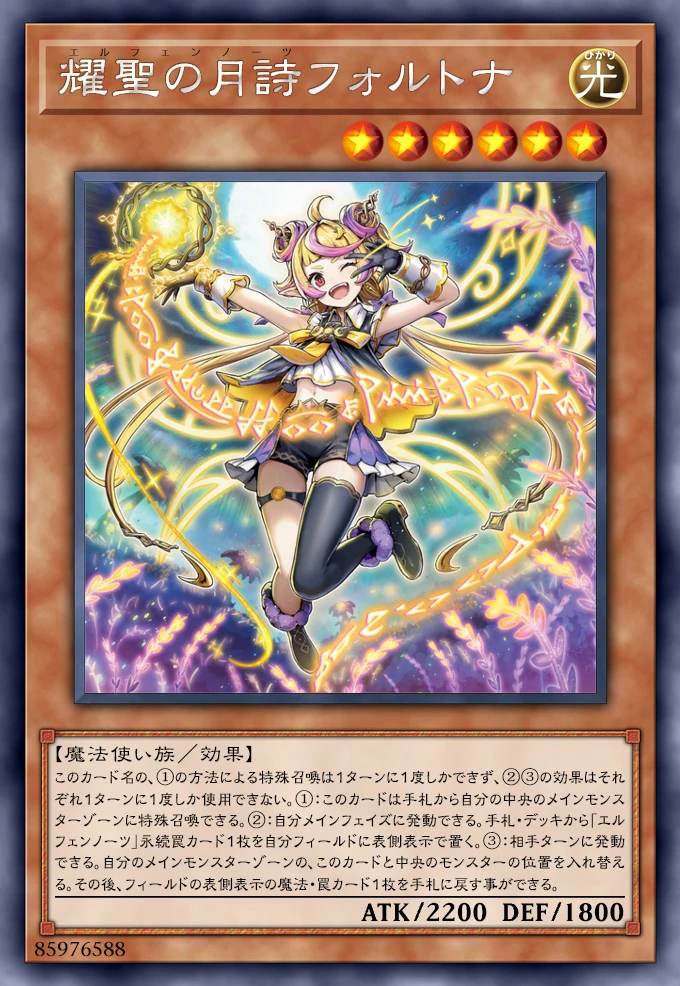 エルフェンノーツ
耀聖の月詩フォルトナ
ひかり
光
【魔法使い族／効果】
このカード名の、①の方法による特殊召喚は1ターンに1度しかできず、②③の効果はそれ
ぞれ1ターンに1度しか使用できない。①：このカードは手札から自分の中央のメインモンス
ターゾーンに特殊召喚できる。②：自分メインフェイズに発動できる。手札・デッキから「エル
フェンノーツ」永続罠カード1枚を自分フィールドに表側表示で置く。③：相手ターンに発動
できる。自分のメインモンスターゾーンの、このカードと中央のモンスターの位置を入れ替え
る。その後、フィールドの表側表示の魔法・罠カード1枚を手札に戻す事ができる。
ATK/2200 DEF/1800
85976588